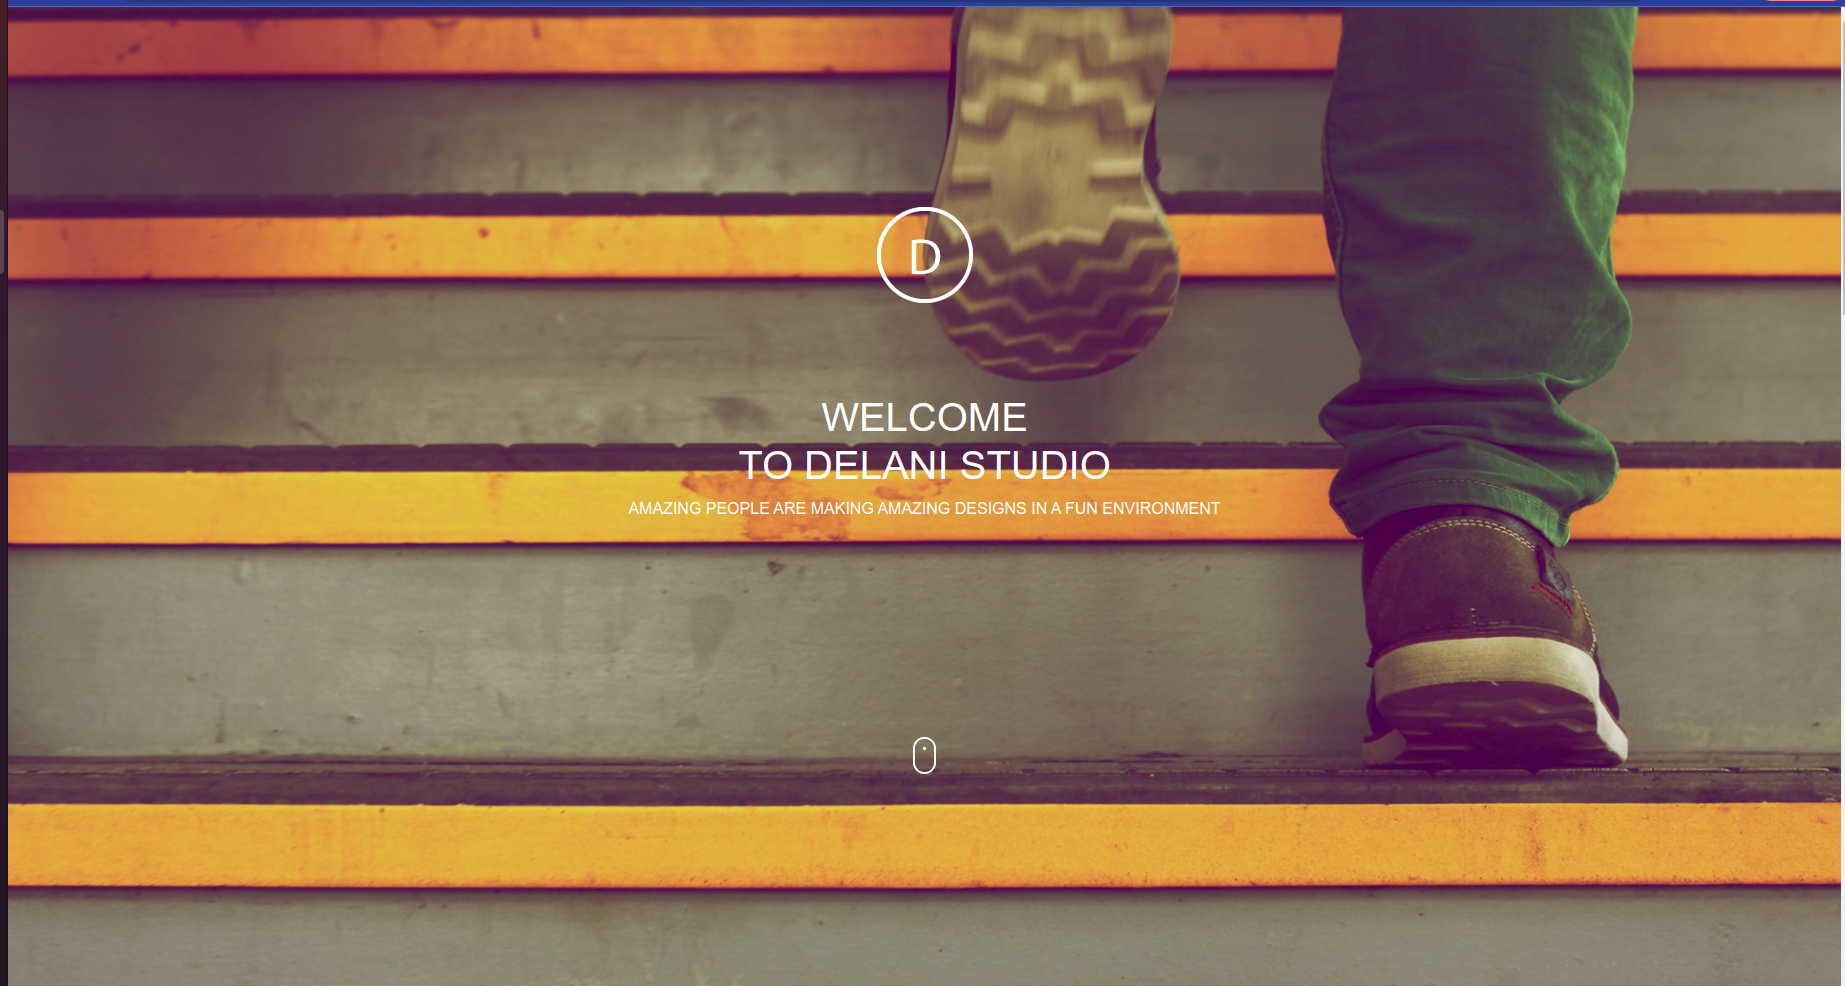 D
WELCOME
TO DELANI STUDIO
AMAZING PEOPLE ARE MAKING AMAZING DESIGNS IN A FUN ENVIRONMENT